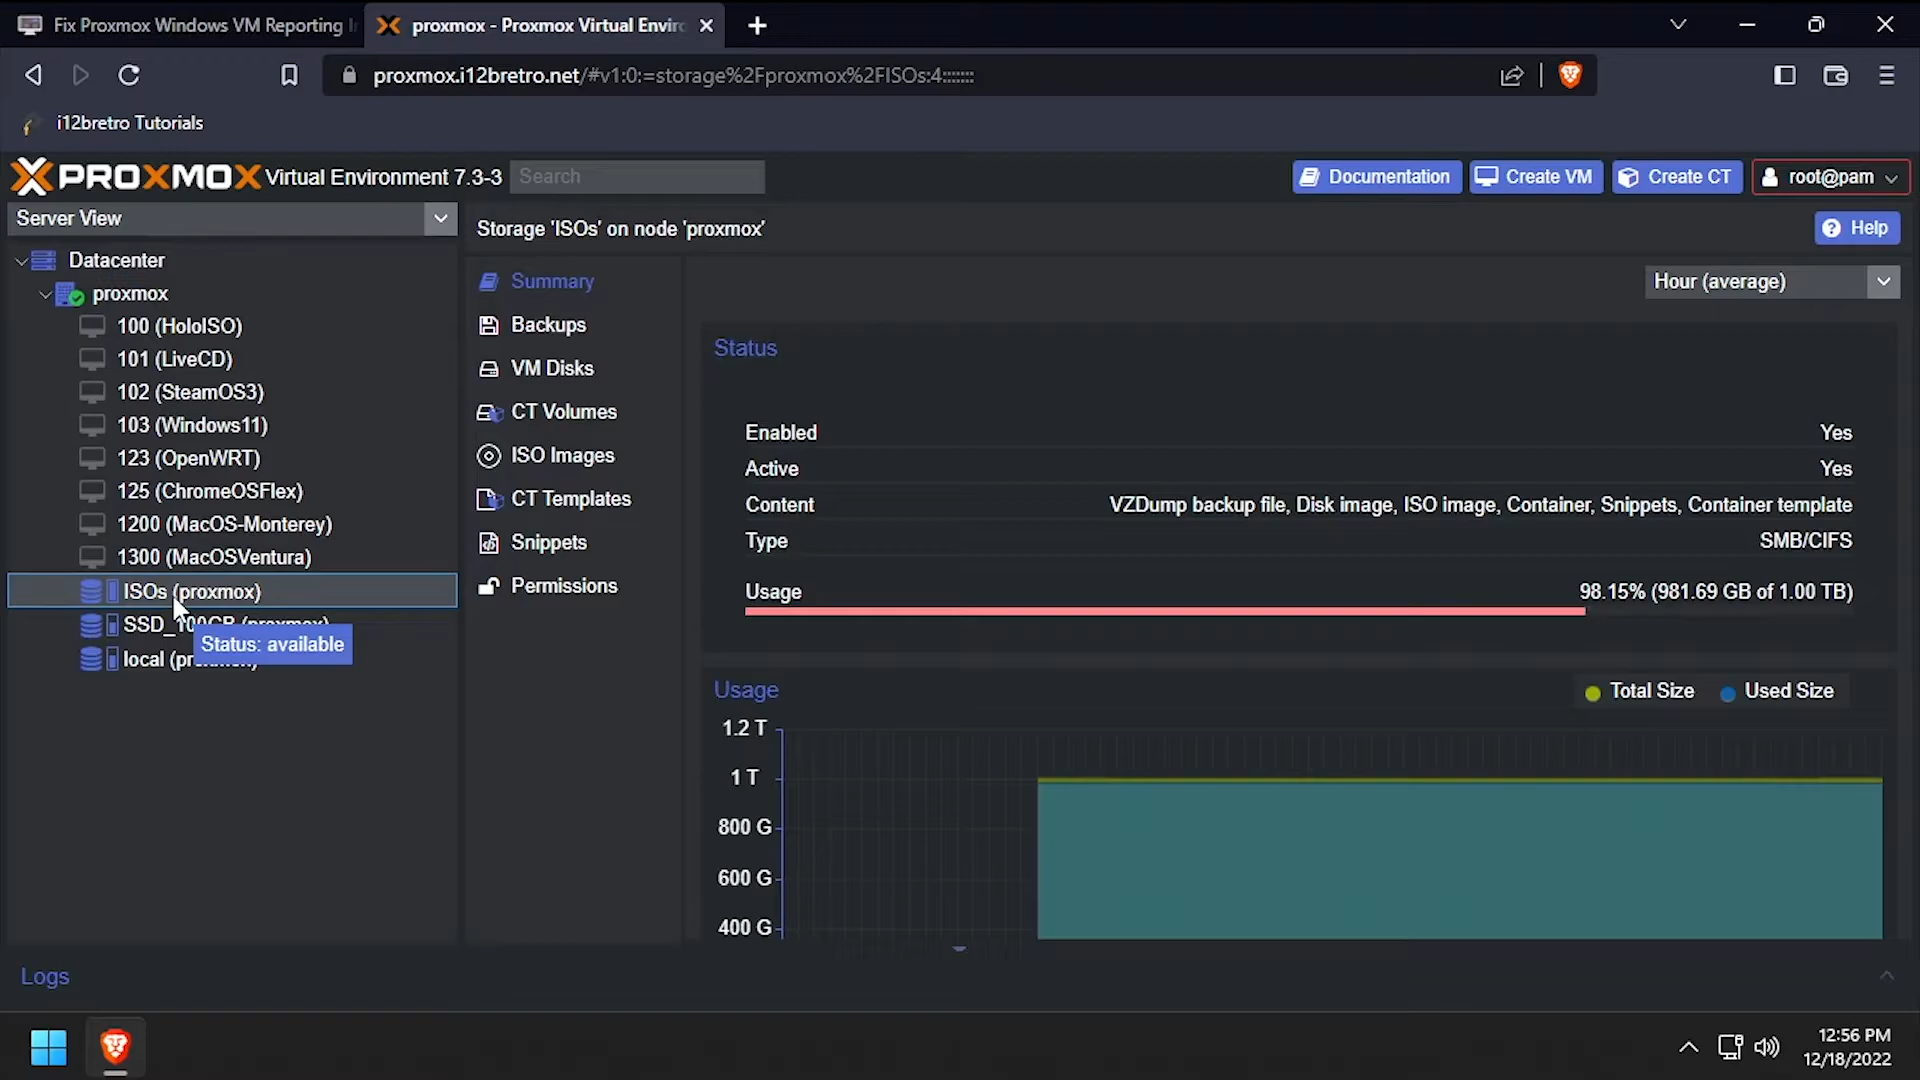 Fix Proxmox Windows VM Reporting
proxmox - Proxmox Virtual Envir
proxmox.i12bretro.net/#v1:0:=storage%2Fproxmox%2FISOs:4:::::::
i12bretro Tutorials
PROXMOX Virtual Environment 7.3-3
Search
Documentation
Create VM
Create CT
root@pam
Server View
Storage 'ISOs' on node 'proxmox'
Help
Datacenter
proxmox
100 (HoloISO)
101 (LiveCD)
102 (SteamOS3)
103 (Windows11)
123 (OpenWRT)
125 (ChromeOSFlex)
1200 (MacOS-Monterey)
1300 (MacOSVentura)
ISOs (proxmox)
SSD_100GB (proxmox)
local (proxmox)
Status: available
Summary
Backups
VM Disks
CT Volumes
ISO Images
CT Templates
Snippets
Permissions
Hour (average)
Status
Enabled Yes
Active Yes
Content VZDump backup file, Disk image, ISO image, Container, Snippets, Container template
Type SMB/CIFS
Usage 98.15% (981.69 GB of 1.00 TB)
Usage
Total Size
Used Size
1.2 T
1 T
800 G
600 G
400 G
Logs
12:56 PM
12/18/2022